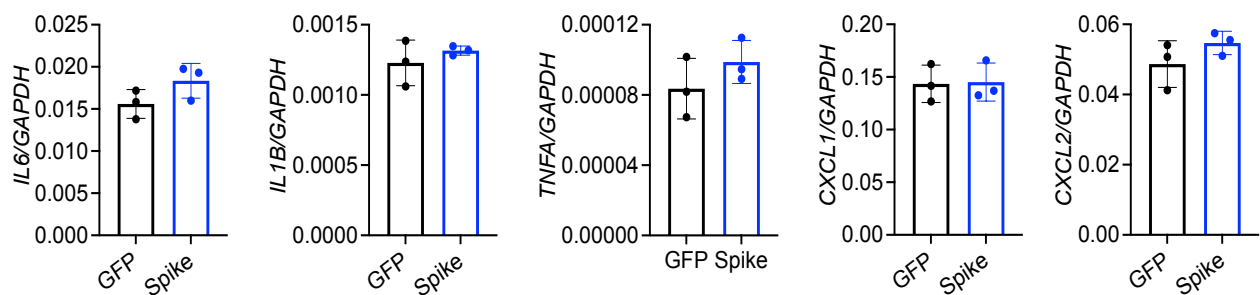 IL6/GAPDH
0.025
0.020
0.015
0.010
0.005
0.000
GFP
Spike
IL1B/GAPDH
0.0015
0.0010
0.0005
0.0000
GFP
Spike
TNFA/GAPDH
0.00012
0.00008
0.00004
0.00000
GFP Spike
CXCL1/GAPDH
0.20
0.15
0.10
0.05
0.00
GFP
Spike
CXCL2/GAPDH
0.06
0.04
0.02
0.00
GFP
Spike